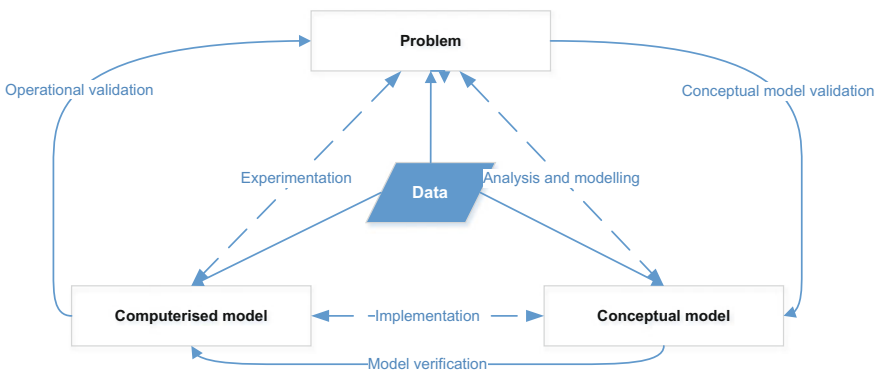 Problem
Operational validation
Conceptual model validation
Experimentation
Analysis and modelling
Data
Computerised model
Implementation
Conceptual model
Model verification